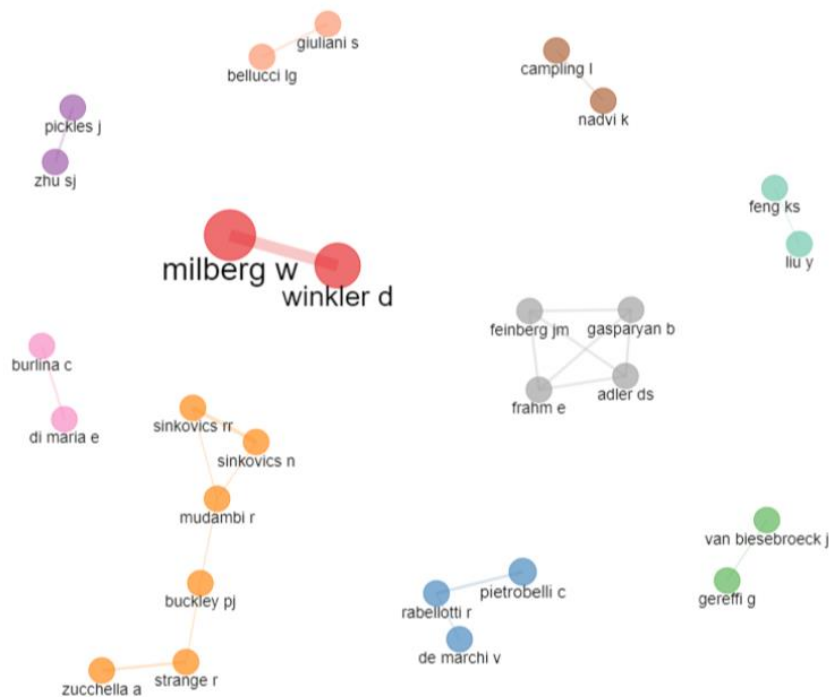 giuliani s
bellucci lg
campling l
nadvi k
pickles j
zhu sj
feng ks
liu y
milberg w
winkler d
feinberg jm
gasparyan b
frahm e
adler ds
burlina c
di maria e
sinkovics rr
sinkovics n
mudambi r
buckley pj
strange r
zucchella a
pietrobelli c
rabellotti r
de marchi v
van biesebroeck j
gereffi g